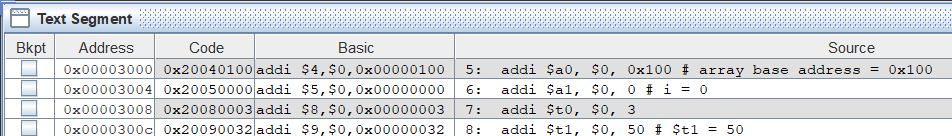 Text Segment
Bkpt Address Code Basic Source
0x00003000 0x20040100 addi $4,$0,0x00000100 5: addi $a0, $0, 0x100 # array base address = 0x100
0x00003004 0x20050000 addi $5,$0,0x00000000 6: addi $a1, $0, 0 # i = 0
0x00003008 0x20080003 addi $8,$0,0x00000003 7: addi $t0, $0, 3
0x0000300c 0x20090032 addi $9,$0,0x00000032 8: addi $t1, $0, 50 # $t1 = 50